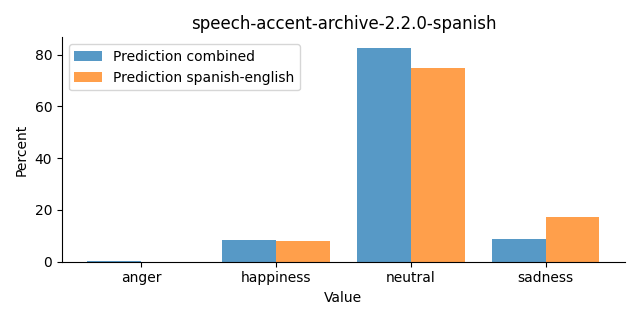 speech-accent-archive-2.2.0-spanish
Prediction combined
Prediction spanish-english
Percent
80
60
40
20
0
anger happiness neutral sadness
Value